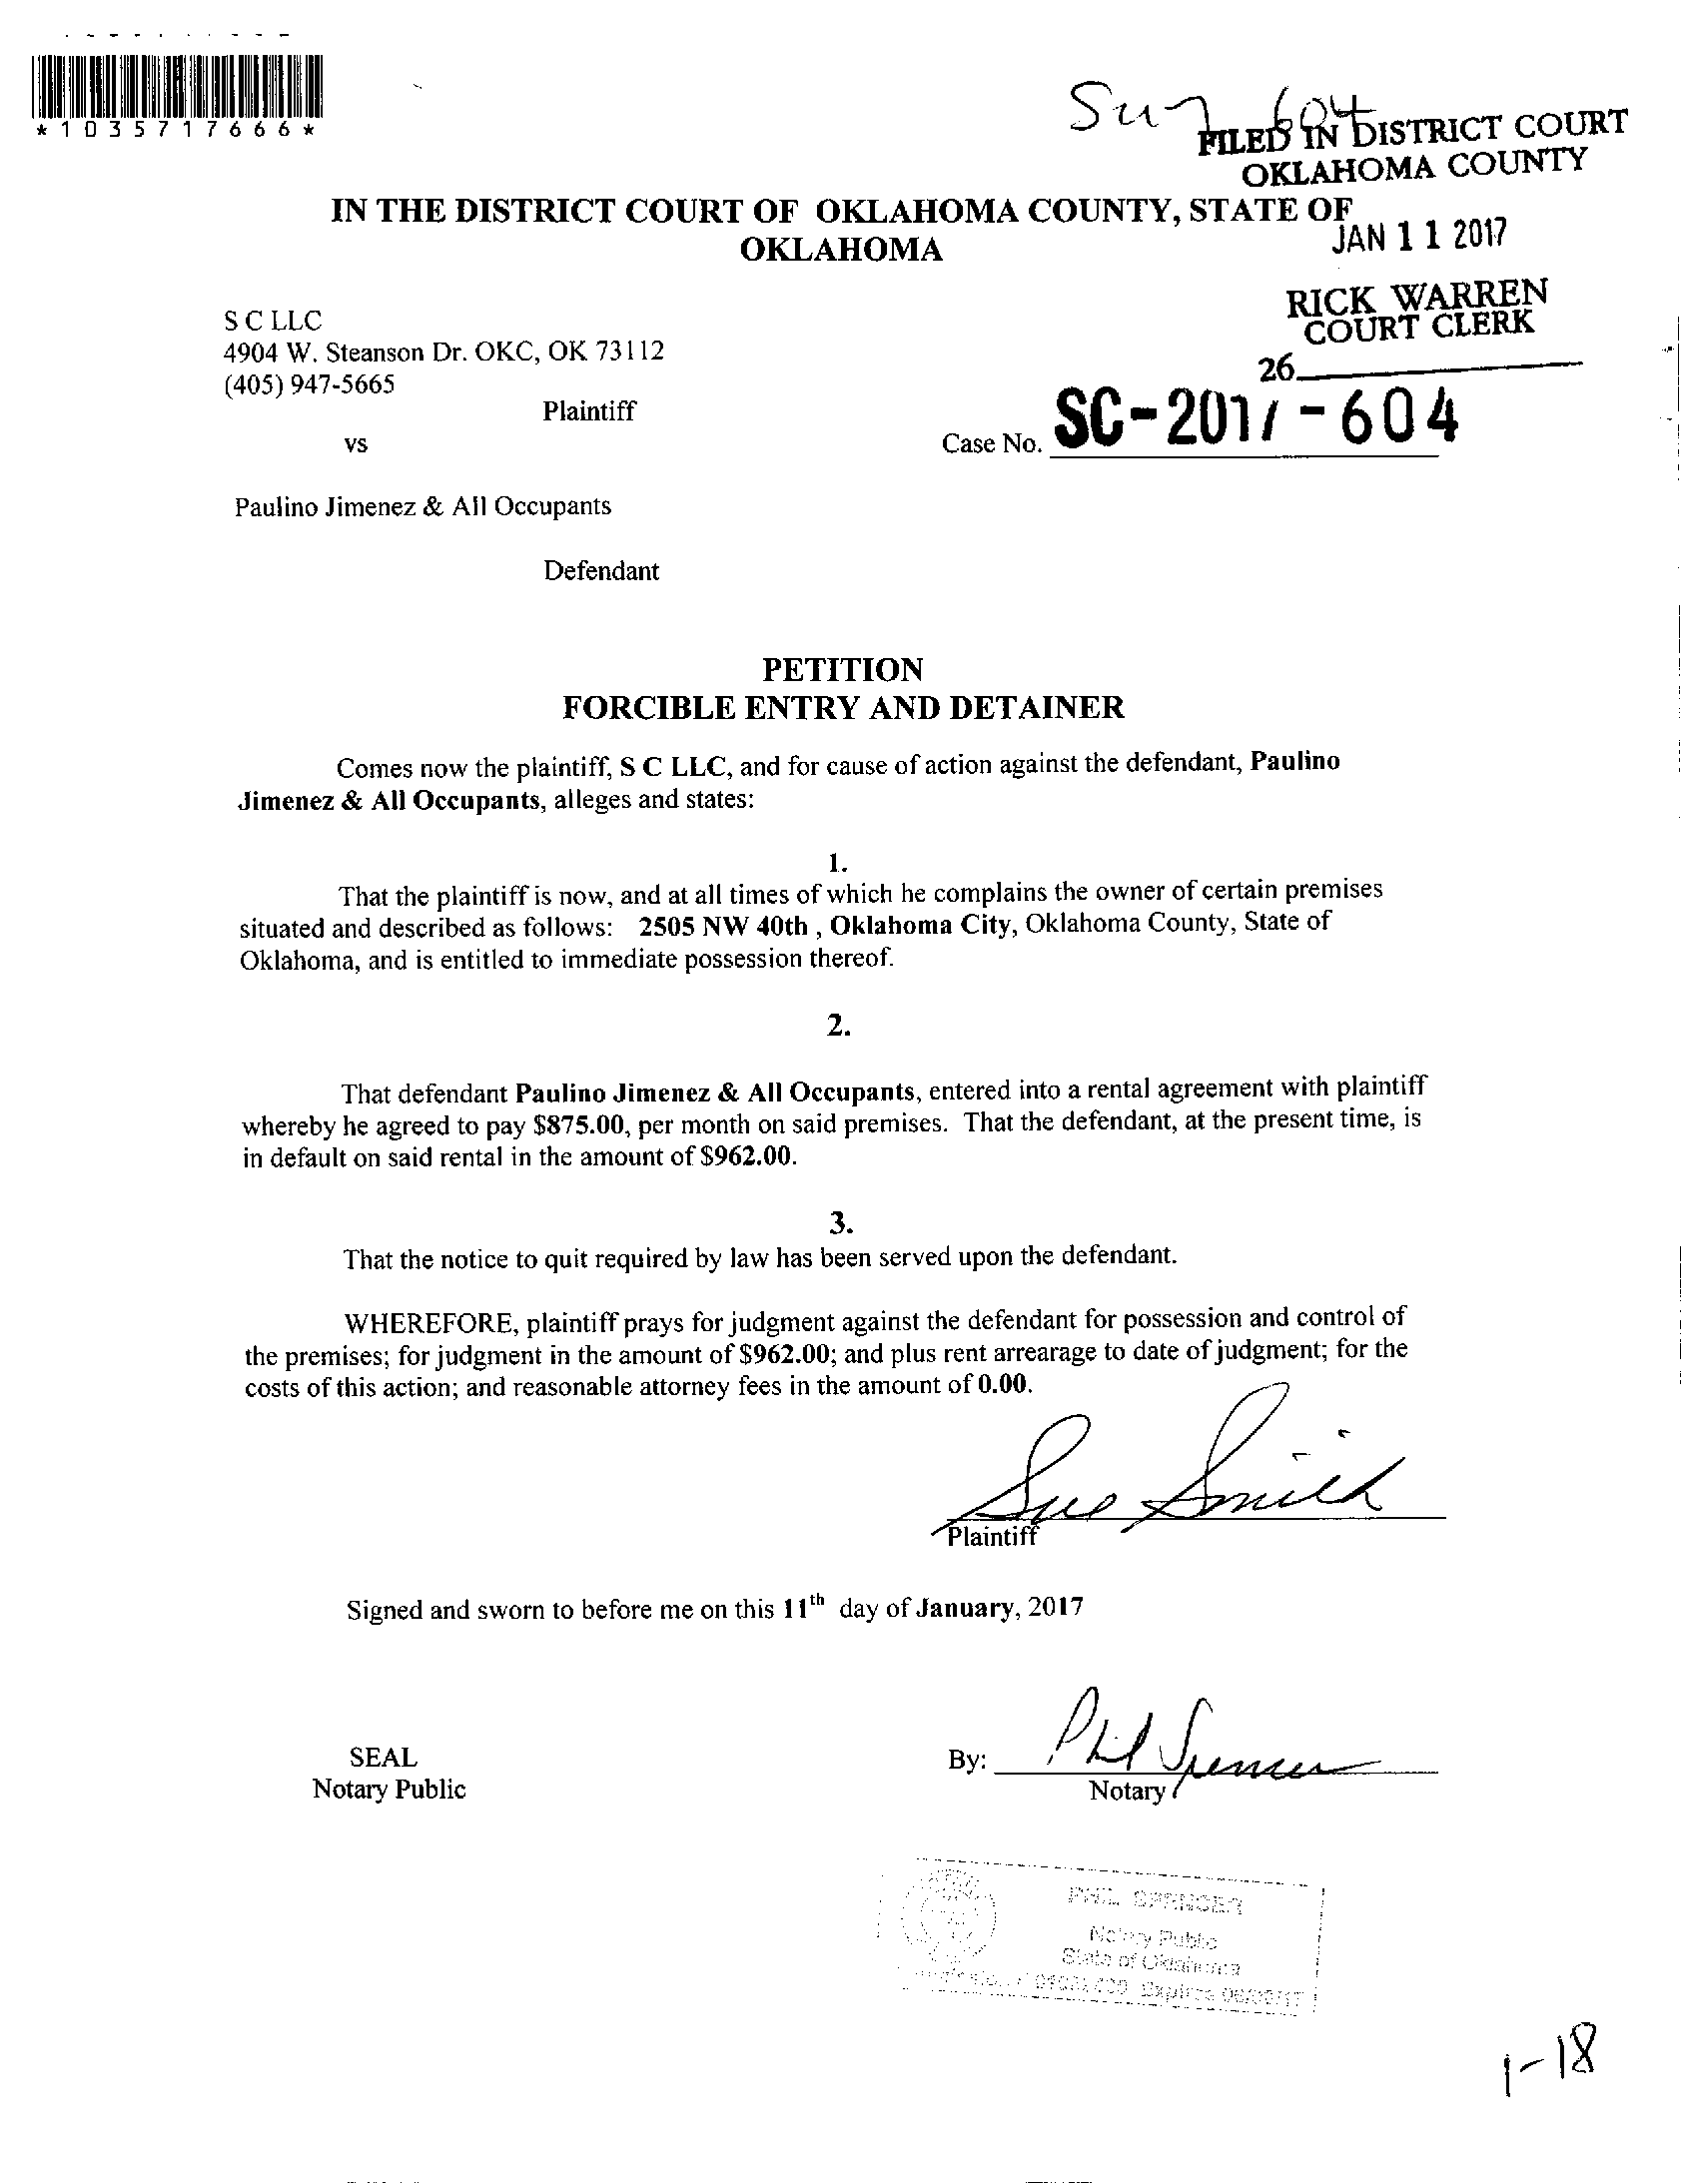 *1035717666*
FILED IN DISTRICT COURT
OKLAHOMA COUNTY
IN THE DISTRICT COURT OF OKLAHOMA COUNTY, STATE OF
OKLAHOMA
JAN 11 2017
RICK WARREN
COURT CLERK
26
S C LLC
4904 W. Steanson Dr. OKC, OK 73112
(405) 947-5665
Plaintiff
vs
Case No. SC-2017-604
Paulino Jimenez & All Occupants
Defendant
PETITION
FORCIBLE ENTRY AND DETAINER
Comes now the plaintiff, S C LLC, and for cause of action against the defendant, Paulino
Jimenez & All Occupants, alleges and states:
1.
That the plaintiff is now, and at all times of which he complains the owner of certain premises
situated and described as follows: 2505 NW 40th , Oklahoma City, Oklahoma County, State of
Oklahoma, and is entitled to immediate possession thereof.
2.
That defendant Paulino Jimenez & All Occupants, entered into a rental agreement with plaintiff
whereby he agreed to pay $875.00, per month on said premises. That the defendant, at the present time, is
in default on said rental in the amount of $962.00.
3.
That the notice to quit required by law has been served upon the defendant.
WHEREFORE, plaintiff prays for judgment against the defendant for possession and control of
the premises; for judgment in the amount of $962.00; and plus rent arrearage to date of judgment; for the
costs of this action; and reasonable attorney fees in the amount of 0.00.
Sue Smith
Plaintiff
Signed and sworn to before me on this 11th day of January, 2017
SEAL
Notary Public
By: Phil Spencer
Notary
PHIL SPENCER
Notary Public
State of Oklahoma
Expires
1-18